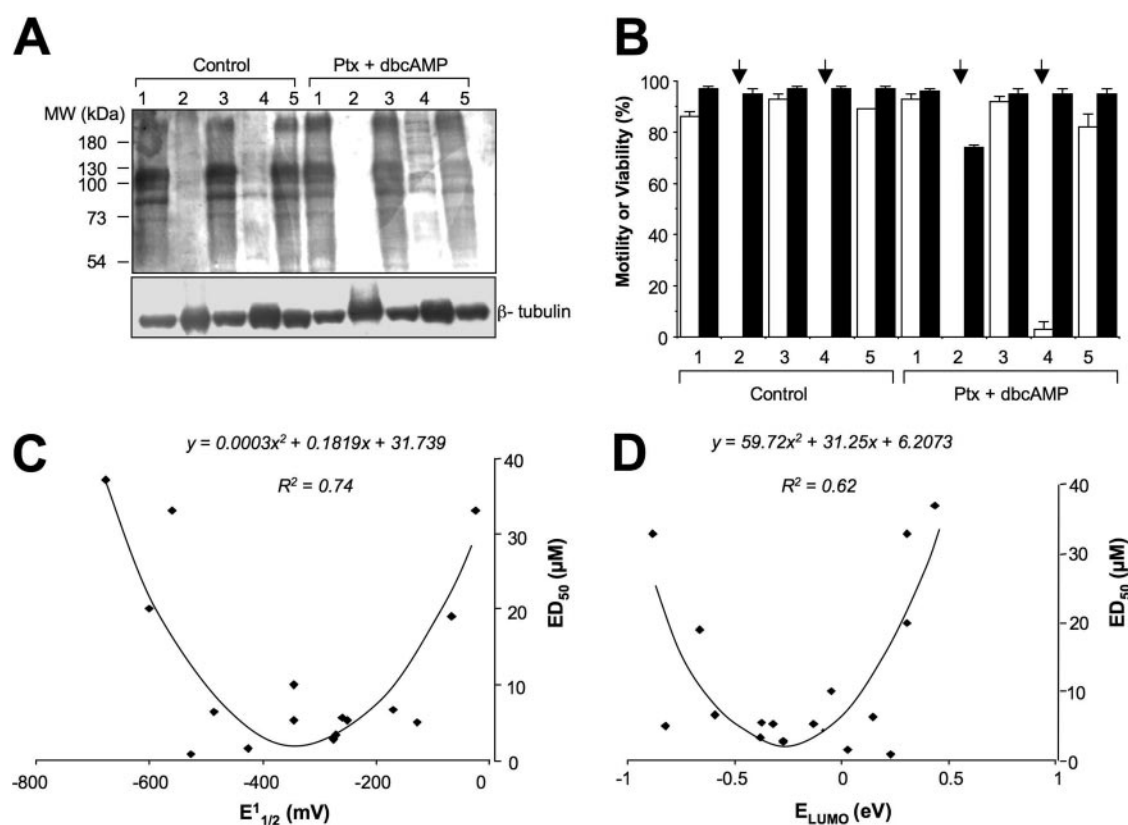 A
Control
Ptx + dbcAMP
1 2 3 4 5 1 2 3 4 5
MW (kDa)
180
130
100
73
54
β- tubulin
B
Motility or Viability (%)
100
80
60
40
20
0
1 2 3 4 5 1 2 3 4 5
Control
Ptx + dbcAMP
C
y = 0.0003x² + 0.1819x + 31.739
R² = 0.74
40
30
20
10
0
ED₅₀ (µM)
-800 -600 -400 -200 0
E¹₁/₂ (mV)
D
y = 59.72x² + 31.25x + 6.2073
R² = 0.62
40
30
20
10
0
ED₅₀ (µM)
-1 -0.5 0 0.5 1
E_LUMO (eV)